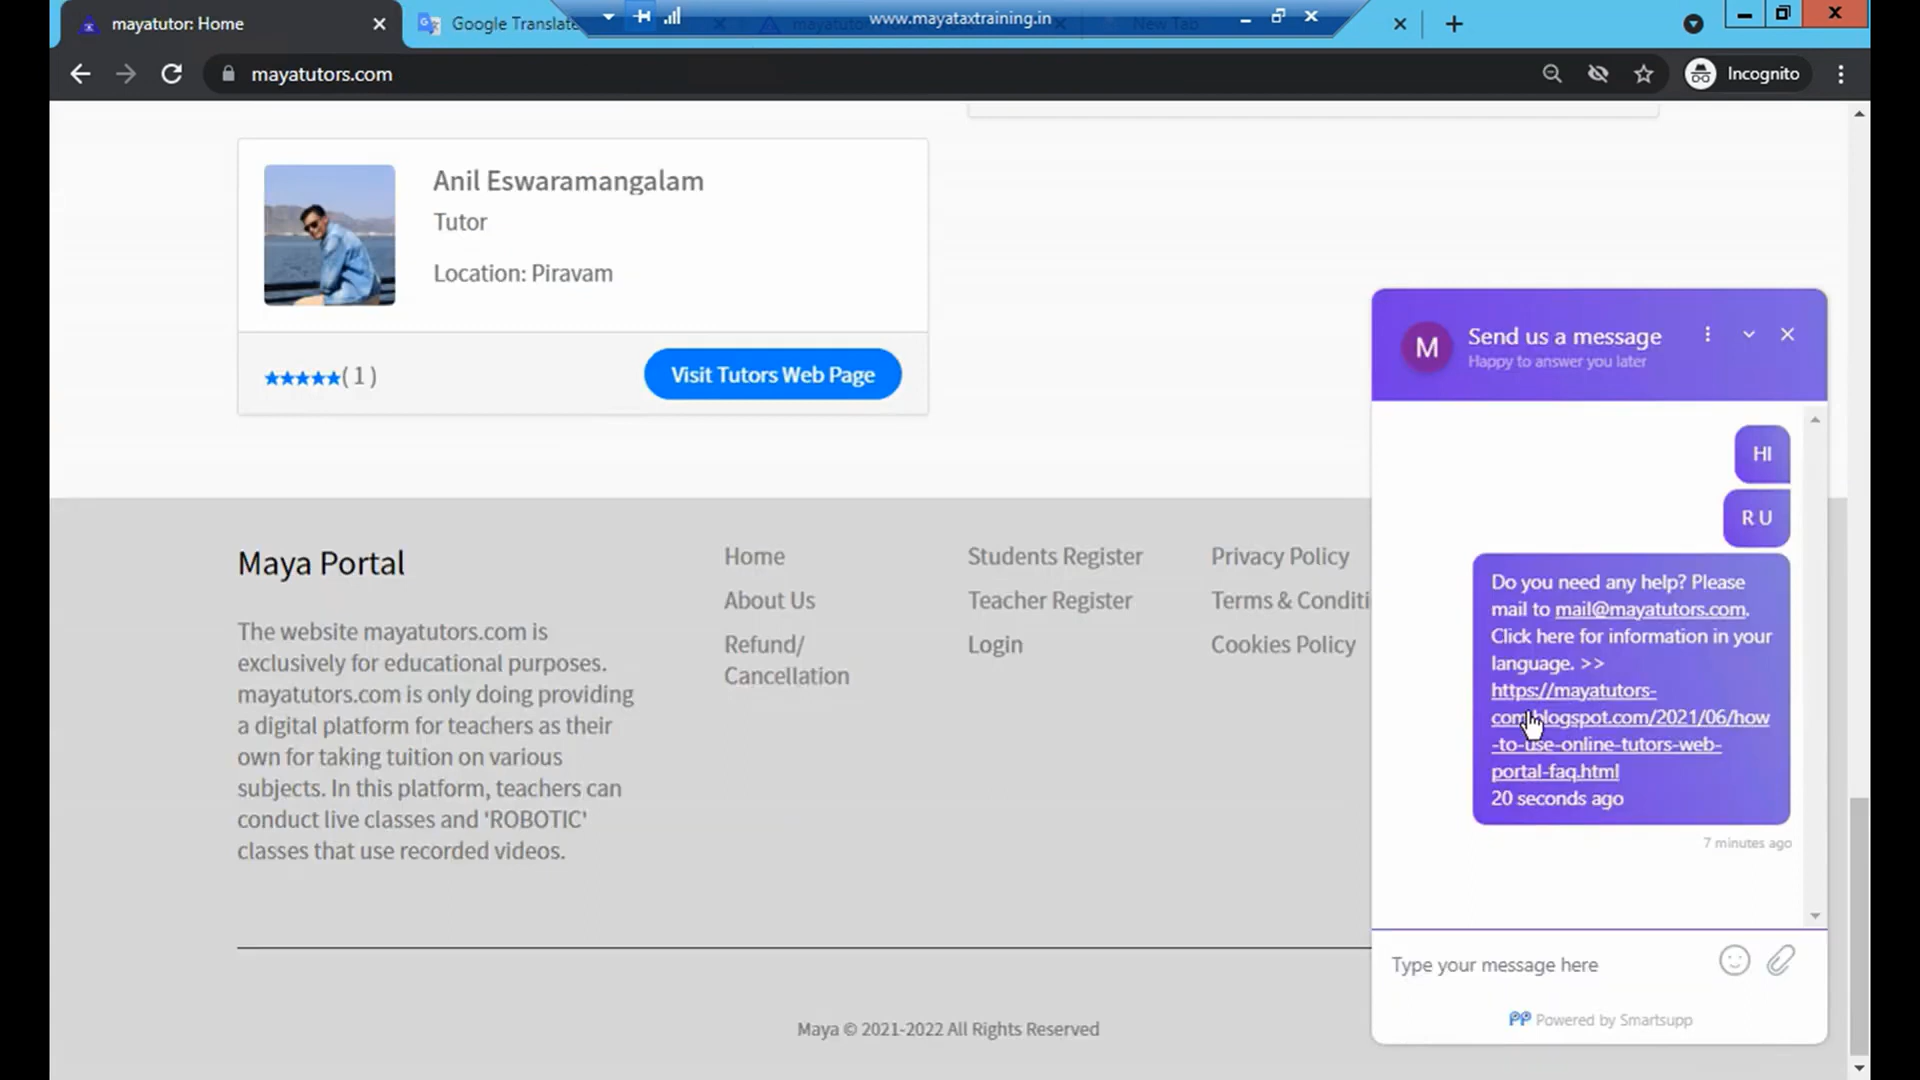 mayatutor: Home
Google Translate
www.mayataxtraining.in
New Tab
mayatutors.com
Incognito
Anil Eswaramangalam
Tutor
Location: Piravam
( 1 )
Visit Tutors Web Page
Maya Portal
The website mayatutors.com is
exclusively for educational purposes.
mayatutors.com is only doing providing
a digital platform for teachers as their
own for taking tuition on various
subjects. In this platform, teachers can
conduct live classes and 'ROBOTIC'
classes that use recorded videos.
Home
About Us
Refund/
Cancellation
Students Register
Teacher Register
Login
Privacy Policy
Terms & Conditi
Cookies Policy
Maya © 2021-2022 All Rights Reserved
M
Send us a message
Happy to answer you later
HI
R U
Do you need any help? Please
mail to mail@mayatutors.com.
Click here for information in your
language. >>
https://mayatutors-
com.blogspot.com/2021/06/how
-to-use-online-tutors-web-
portal-faq.html
20 seconds ago
7 minutes ago
Type your message here
Powered by Smartsupp